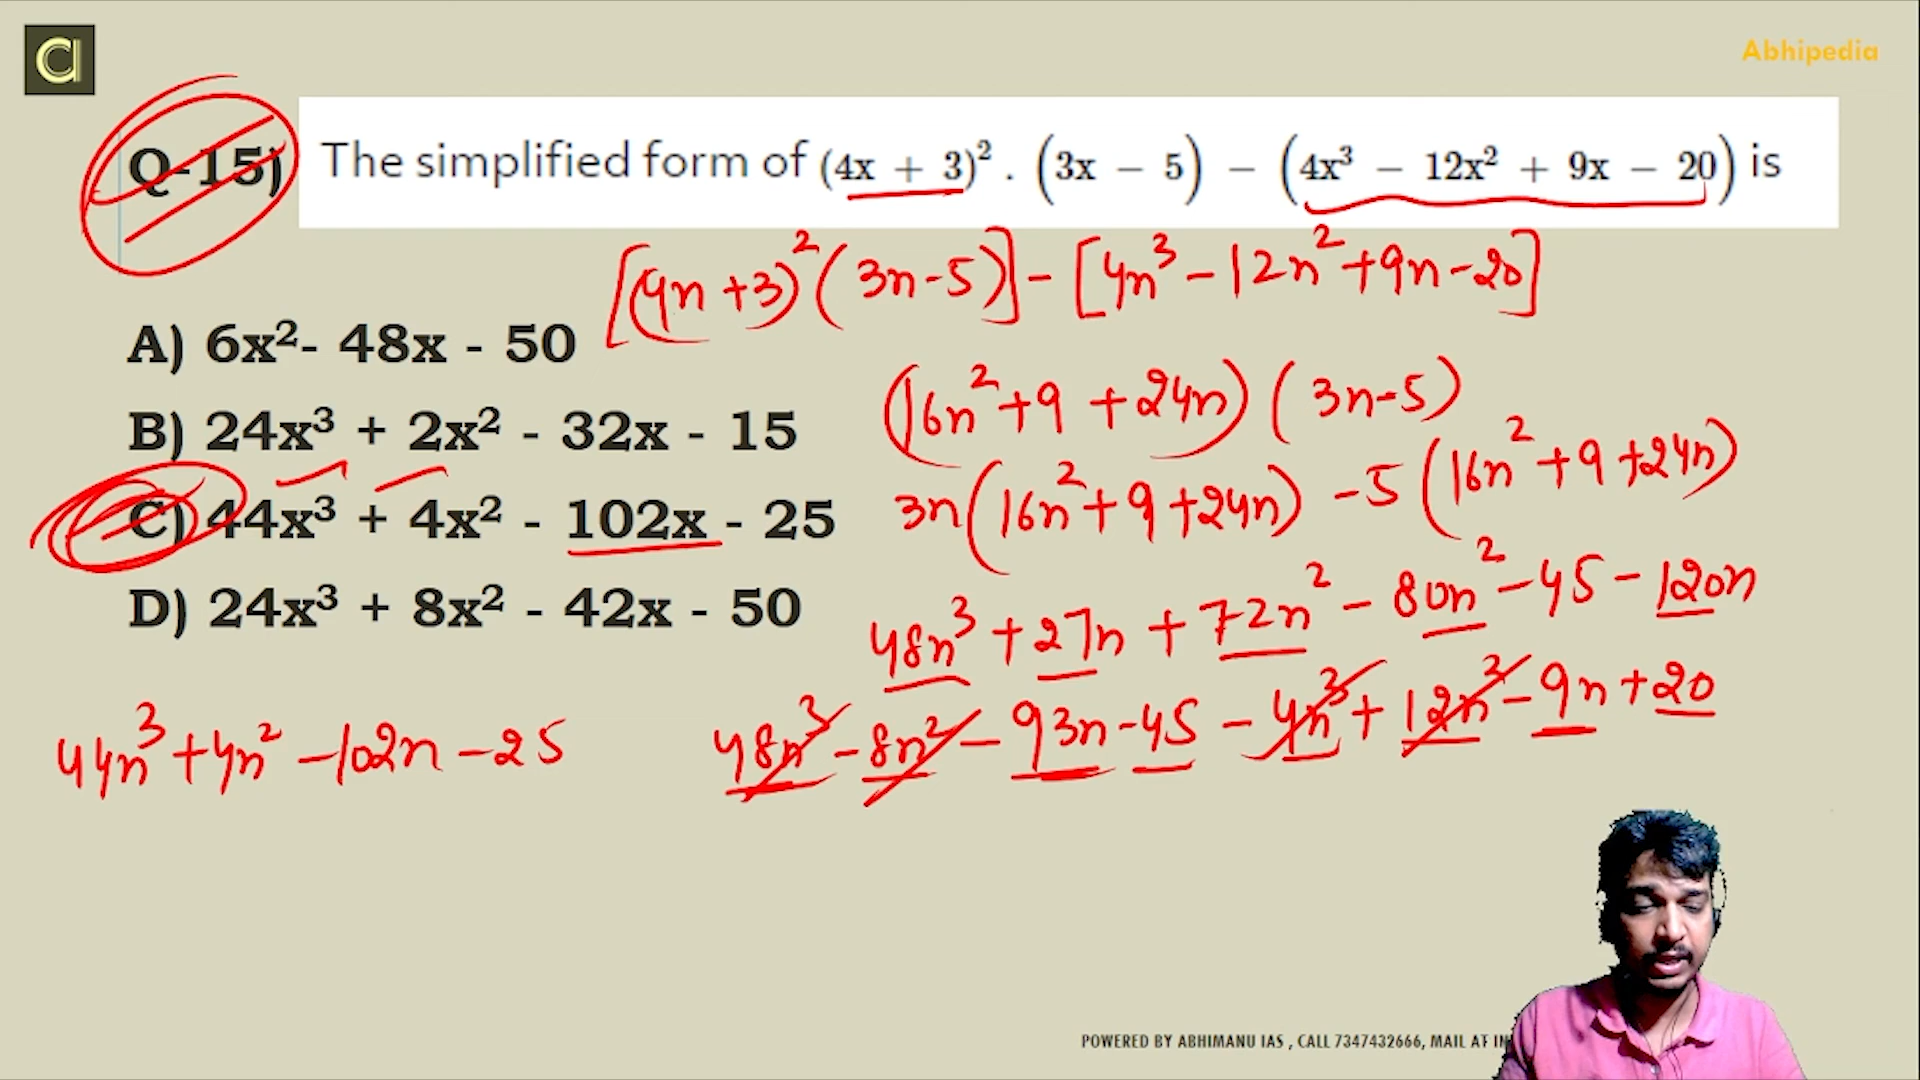 Abhipedia
Q-15) The simplified form of (4x + 3)² . (3x − 5) − (4x³ − 12x² + 9x − 20) is
[(4n+3)²(3n-5)]-[4n³-12n²+9n-20]
A) 6x²- 48x - 50
(16n²+9+24n)(3n-5)
B) 24x³ + 2x² - 32x - 15
3n(16n²+9+24n)-5(16n²+9+24n)
C) 44x³ + 4x² - 102x - 25
48n³+27n+72n²-80n²-45-120n
D) 24x³ + 8x² - 42x - 50
48n³-8n²-93n-45-4n³+12n²-9n+20
44n³+4n²-102n-25
POWERED BY ABHIMANU IAS , CALL 7347432666, MAIL AT